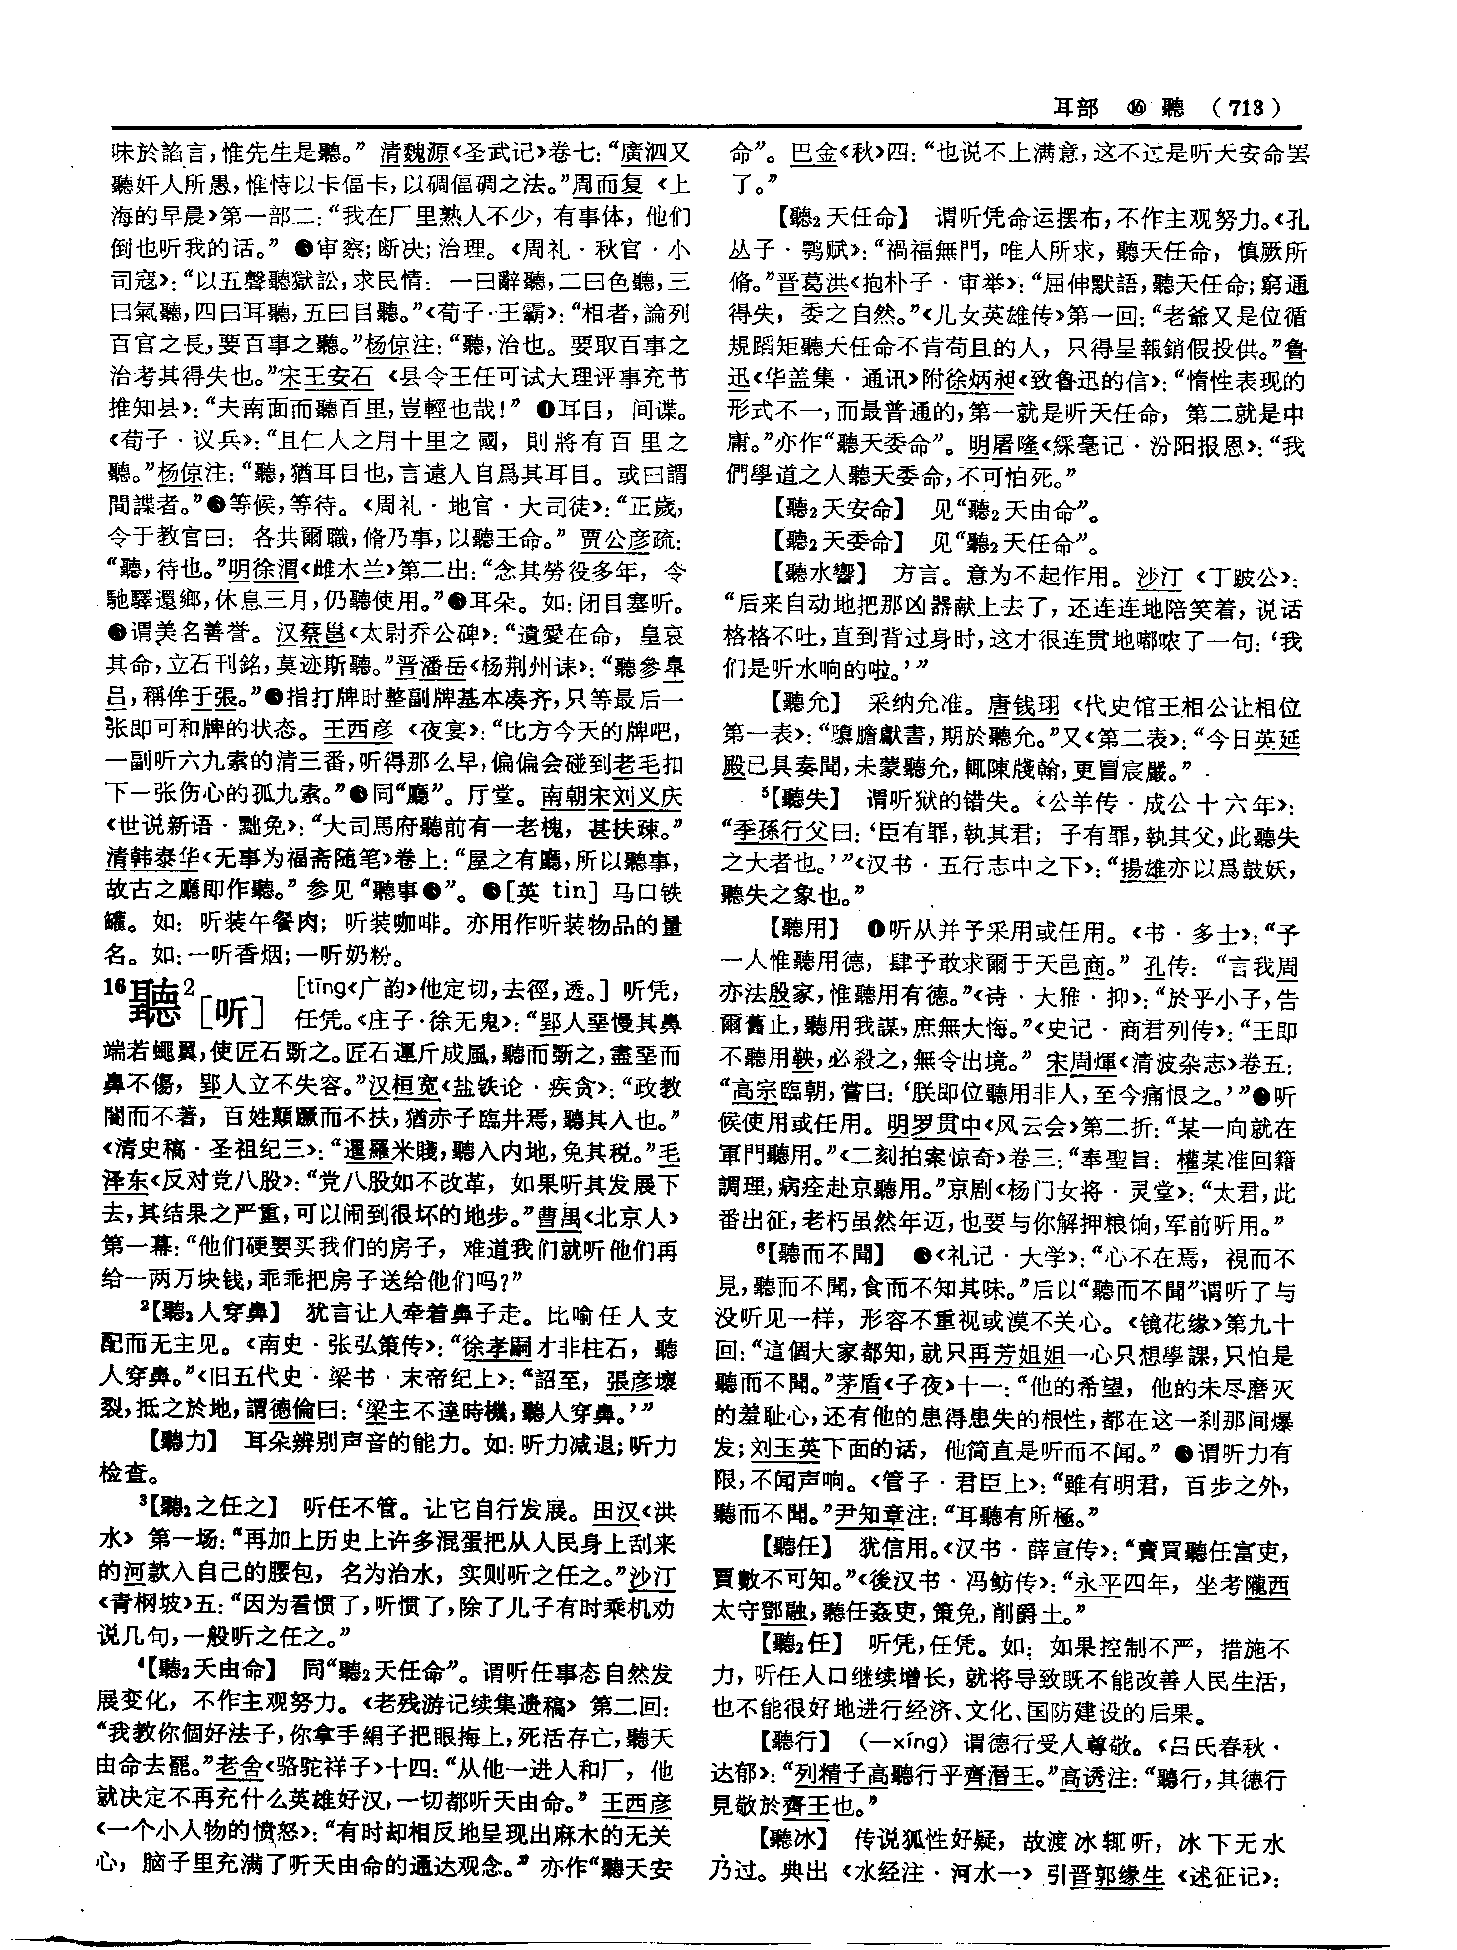 耳部 ⑯ 聽 （713）
味於諂言，惟先生是聽。”清魏源《圣武记》卷七：“廣泗又
聽奸人所愚，惟恃以卡偪卡，以碉偪碉之法。”周而复《上
海的早晨》第一部二：“我在厂里熟人不少，有事体，他们
倒也听我的话。”❸审察；断决；治理。《周礼·秋官·小
司寇》：“以五聲聽獄訟，求民情：一曰辭聽，二曰色聽，三
曰氣聽，四曰耳聽，五曰目聽。”《荀子·王霸》：“相者，論列
百官之長，要百事之聽。”杨倞注：“聽，治也。要取百事之
治考其得失也。”宋王安石《县令王任可试大理评事充节
推知县》：“夫南面而聽百里，豈輕也哉！”❹耳目，间谍。
《荀子·议兵》：“且仁人之用十里之國，則將有百里之
聽。”杨倞注：“聽，猶耳目也，言遠人自爲其耳目。或曰謂
間諜者。”❺等候，等待。《周礼·地官·大司徒》：“正歲，
令于教官曰：各共爾職，脩乃事，以聽王命。”贾公彦疏：
“聽，待也。”明徐渭《雌木兰》第二出：“念其勞役多年，令
馳驛還鄉，休息三月，仍聽使用。”❻耳朵。如：闭目塞听。
❼谓美名善誉。汉蔡邕《太尉乔公碑》：“遺愛在命，皇哀
其命，立石刊銘，莫迹斯聽。”晋潘岳《杨荆州诔》：“聽參皋
吕，稱侔于張。”❽指打牌时整副牌基本凑齐，只等最后一
张即可和牌的状态。王西彦《夜宴》：“比方今天的牌吧，
一副听六九索的清三番，听得那么早，偏偏会碰到老毛扣
下一张伤心的孤九索。”❾同“廳”。厅堂。南朝宋刘义庆
《世说新语·黜免》：“大司馬府聽前有一老槐，甚扶疎。”
清韩泰华《无事为福斋随笔》卷上：“屋之有廳，所以聽事，
故古之廳即作聽。”参见“聽事❶”。❿[英 tin] 马口铁
罐。如：听装午餐肉；听装咖啡。亦用作听装物品的量
名。如：一听香烟；一听奶粉。
16聽2［听］ [tīng《广韵》他定切，去徑，透。] 听凭，
任凭。《庄子·徐无鬼》：“郢人堊慢其鼻
端若蠅翼，使匠石斲之。匠石運斤成風，聽而斲之，盡堊而
鼻不傷，郢人立不失容。”汉桓宽《盐铁论·疾贪》：“政教
闇而不著，百姓顛蹶而不扶，猶赤子臨井焉，聽其入也。”
《清史稿·圣祖纪三》：“暹羅米賤，聽入内地，免其税。”毛
泽东《反对党八股》：“党八股如不改革，如果听其发展下
去，其结果之严重，可以闹到很坏的地步。”曹禺《北京人》
第一幕：“他们硬要买我们的房子，难道我们就听他们再
给一两万块钱，乖乖把房子送给他们吗？”
2【聽2人穿鼻】 犹言让人牵着鼻子走。比喻任人支
配而无主见。《南史·张弘策传》：“徐孝嗣才非柱石，聽
人穿鼻。”《旧五代史·梁书·末帝纪上》：“詔至，張彦壞
裂，抵之於地，謂德倫曰：‘梁主不達時機，聽人穿鼻。’”
【聽力】 耳朵辨别声音的能力。如：听力减退；听力
检查。
3【聽2之任之】 听任不管。让它自行发展。田汉《洪
水》第一场：“再加上历史上许多混蛋把从人民身上刮来
的河款入自己的腰包，名为治水，实则听之任之。”沙汀
《青㭎坡》五：“因为看惯了，听惯了，除了儿子有时乘机劝
说几句，一般听之任之。”
4【聽2天由命】 同“聽2天任命”。谓听任事态自然发
展变化，不作主观努力。《老残游记续集遗稿》第二回：
“我教你個好法子，你拿手絹子把眼捂上，死活存亡，聽天
由命去罷。”老舍《骆驼祥子》十四：“从他一进人和厂，他
就决定不再充什么英雄好汉，一切都听天由命。”王西彦
《一个小人物的愤怒》：“有时却相反地呈现出麻木的无关
心，脑子里充满了听天由命的通达观念。”亦作“聽天安
命”。巴金《秋》四：“也说不上满意，这不过是听天安命罢
了。”
【聽2天任命】 谓听凭命运摆布，不作主观努力。《孔
丛子·鹗赋》：“禍福無門，唯人所求，聽天任命，慎厥所
脩。”晋葛洪《抱朴子·审举》：“屈伸默語，聽天任命；窮通
得失，委之自然。”《儿女英雄传》第一回：“老爺又是位循
規蹈矩聽天任命不肯苟且的人，只得呈報銷假投供。”鲁
迅《华盖集·通讯》附徐炳昶《致鲁迅的信》：“惰性表现的
形式不一，而最普通的，第一就是听天任命，第二就是中
庸。”亦作“聽天委命”。明屠隆《綵毫记·汾阳报恩》：“我
們學道之人聽天委命，不可怕死。”
【聽2天安命】 见“聽2天由命”。
【聽2天委命】 见“聽2天任命”。
【聽水響】 方言。意为不起作用。沙汀《丁跛公》：
“后来自动地把那凶器献上去了，还连连地陪笑着，说话
格格不吐，直到背过身时，这才很连贯地嘟哝了一句：‘我
们是听水响的啦。’”
【聽允】 采纳允准。唐钱珝《代史馆王相公让相位
第一表》：“隳膽獻書，期於聽允。”又《第二表》：“今日英延
殿已具奏聞，未蒙聽允，輒陳牋翰，更冒宸嚴。”
5【聽失】 谓听狱的错失。《公羊传·成公十六年》：
“季孫行父曰：‘臣有罪，執其君；子有罪，執其父，此聽失
之大者也。’”《汉书·五行志中之下》：“揚雄亦以爲鼓妖，
聽失之象也。”
【聽用】 ❶听从并予采用或任用。《书·多士》：“予
一人惟聽用德，肆予敢求爾于天邑商。”孔传：“言我周
亦法殷家，惟聽用有德。”《诗·大雅·抑》：“於乎小子，告
爾舊止，聽用我謀，庶無大悔。”《史记·商君列传》：“王即
不聽用鞅，必殺之，無令出境。”宋周煇《清波杂志》卷五：
“高宗臨朝，嘗曰：‘朕即位聽用非人，至今痛恨之。’”❷听
候使用或任用。明罗贯中《风云会》第二折：“某一向就在
軍門聽用。”《二刻拍案惊奇》卷三：“奉聖旨：權某准回籍
調理，病痊赴京聽用。”京剧《杨门女将·灵堂》：“太君，此
番出征，老朽虽然年迈，也要与你解押粮饷，军前听用。”
6【聽而不聞】 ❶《礼记·大学》：“心不在焉，視而不
見，聽而不聞，食而不知其味。”后以“聽而不聞”谓听了与
没听见一样，形容不重视或漠不关心。《镜花缘》第九十
回：“這個大家都知，就只再芳姐姐一心只想學課，只怕是
聽而不聞。”茅盾《子夜》十一：“他的希望，他的未尽磨灭
的羞耻心，还有他的患得患失的根性，都在这一刹那间爆
发；刘玉英下面的话，他简直是听而不闻。”❷谓听力有
限，不闻声响。《管子·君臣上》：“雖有明君，百步之外，
聽而不聞。”尹知章注：“耳聽有所極。”
【聽任】 犹信用。《汉书·薛宣传》：“賣買聽任富吏，
賈數不可知。”《後汉书·冯鲂传》：“永平四年，坐考隴西
太守鄧融，聽任姦吏，策免，削爵土。”
【聽2任】 听凭，任凭。如：如果控制不严，措施不
力，听任人口继续增长，就将导致既不能改善人民生活，
也不能很好地进行经济、文化、国防建设的后果。
【聽行】 （—xíng）谓德行受人尊敬。《吕氏春秋·
达郁》：“列精子高聽行乎齊湣王。”高诱注：“聽行，其德行
見敬於齊王也。”
【聽冰】 传说狐性好疑，故渡冰辄听，冰下无水
乃过。典出《水经注·河水一》引晋郭缘生《述征记》：